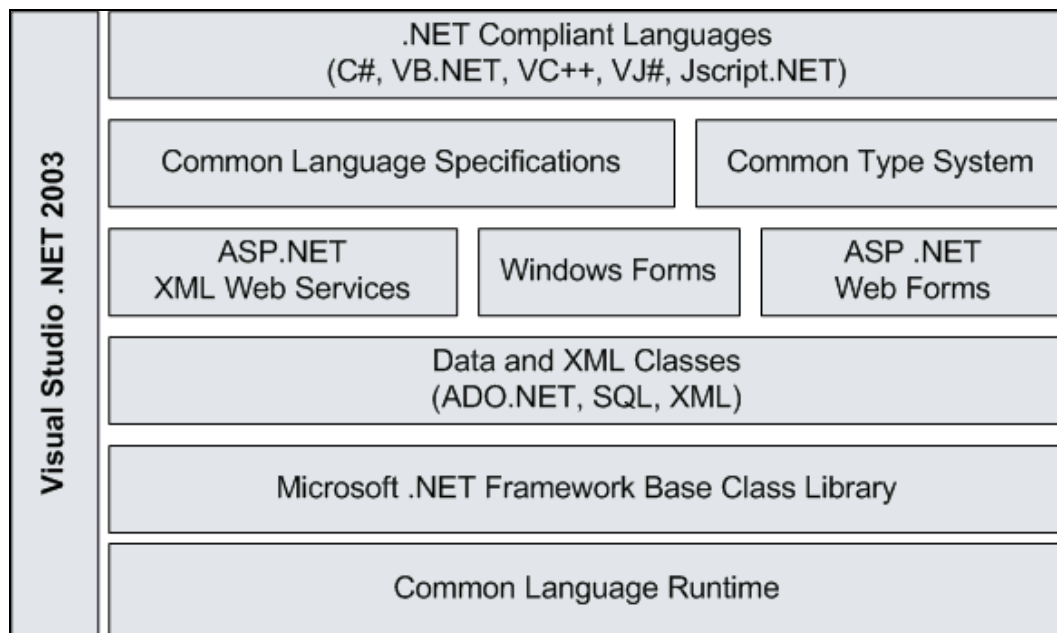 Visual Studio .NET 2003
.NET Compliant Languages
(C#, VB.NET, VC++, VJ#, Jscript.NET)
Common Language Specifications
Common Type System
ASP.NET
XML Web Services
Windows Forms
ASP .NET
Web Forms
Data and XML Classes
(ADO.NET, SQL, XML)
Microsoft .NET Framework Base Class Library
Common Language Runtime